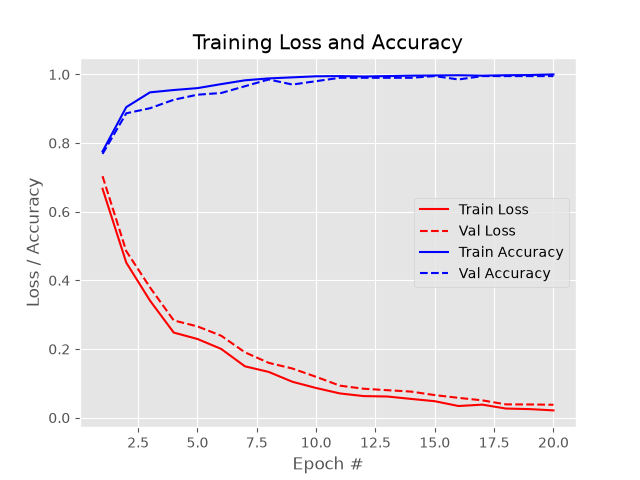 Training Loss and Accuracy
1.0
0.8
0.6
0.4
0.2
0.0
Loss / Accuracy
Train Loss
Val Loss
Train Accuracy
Val Accuracy
2.5 5.0 7.5 10.0 12.5 15.0 17.5 20.0
Epoch #